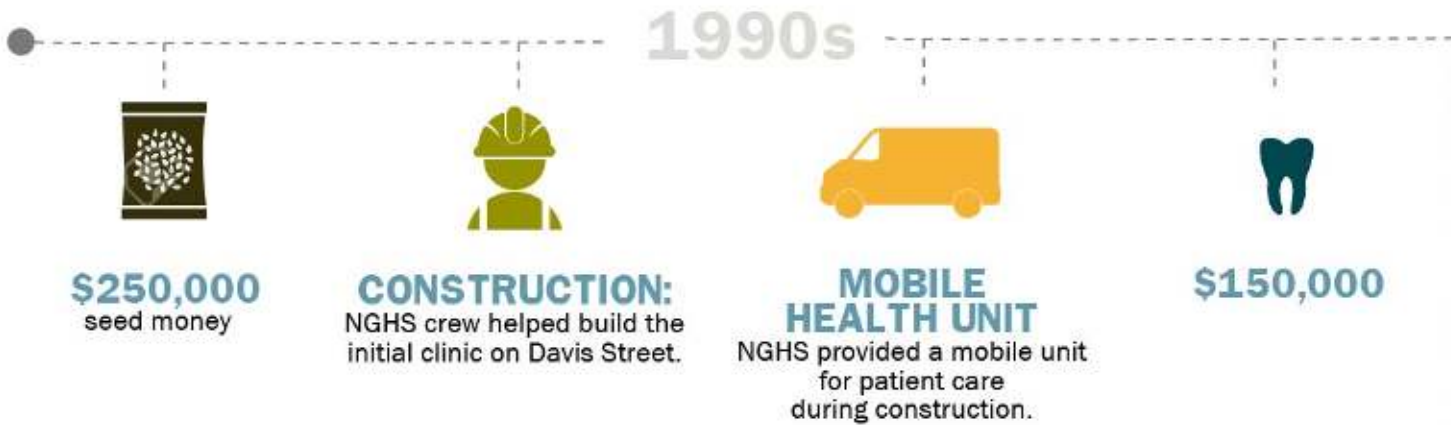 1990s
$250,000
seed money
CONSTRUCTION:
NGHS crew helped build the
initial clinic on Davis Street.
MOBILE
HEALTH UNIT
NGHS provided a mobile unit
for patient care
during construction.
$150,000